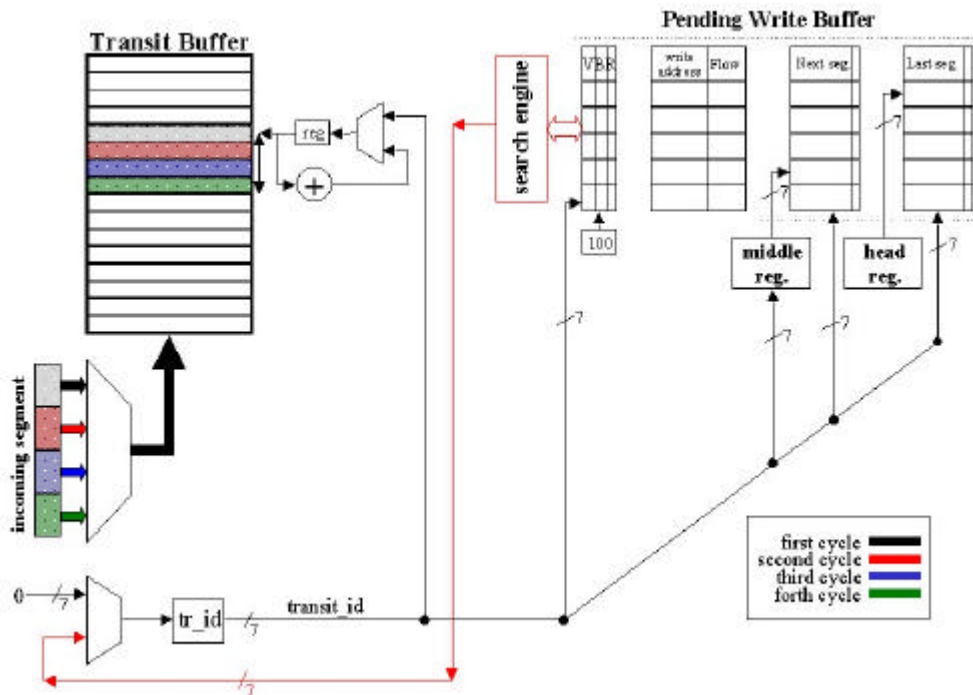 Pending Write Buffer
Transit Buffer
search engine
V B R
write address
Flow
Next seg.
Last seg.
reg
+
100
7
7
middle reg.
head reg.
7
7
7
7
incoming segment
first cycle
second cycle
third cycle
forth cycle
0
7
tr_id
7
transit_id
7